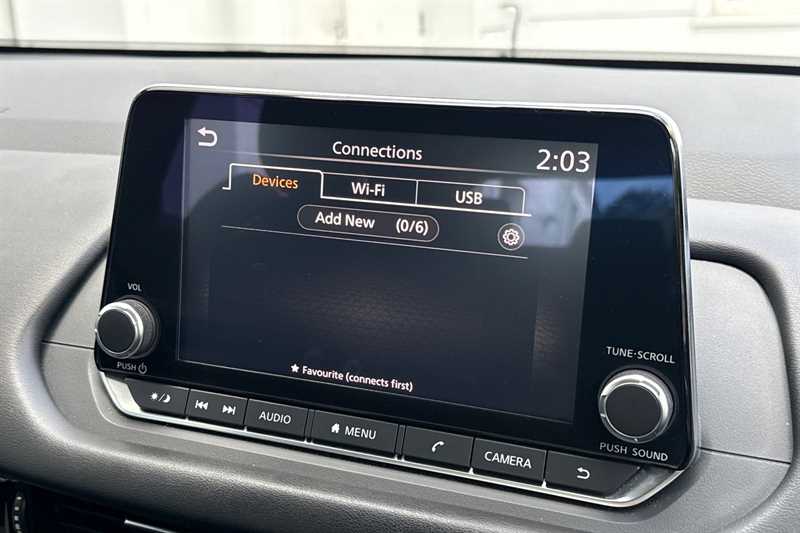 Connections
2:03
Devices
Wi-Fi
USB
Add New (0/6)
★ Favourite (connects first)
VOL
PUSH
TUNE·SCROLL
PUSH SOUND
AUDIO
MENU
CAMERA